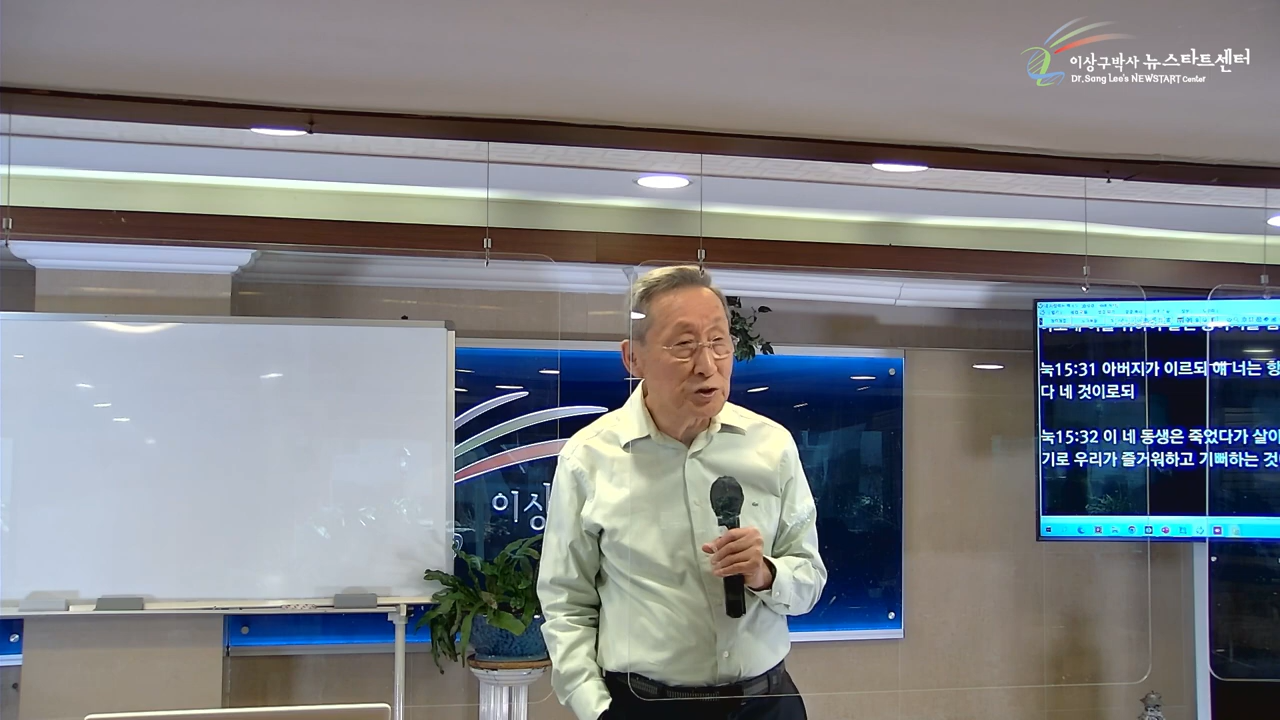 이상구박사 뉴스타트센터
Dr. Sang Lee's NEWSTART Center
눅15:31 아버지가 이르되 얘 너는 항
다 네 것이로되
눅15:32 이 네 동생은 죽었다가 살아
기로 우리가 즐거워하고 기뻐하는 것
이상